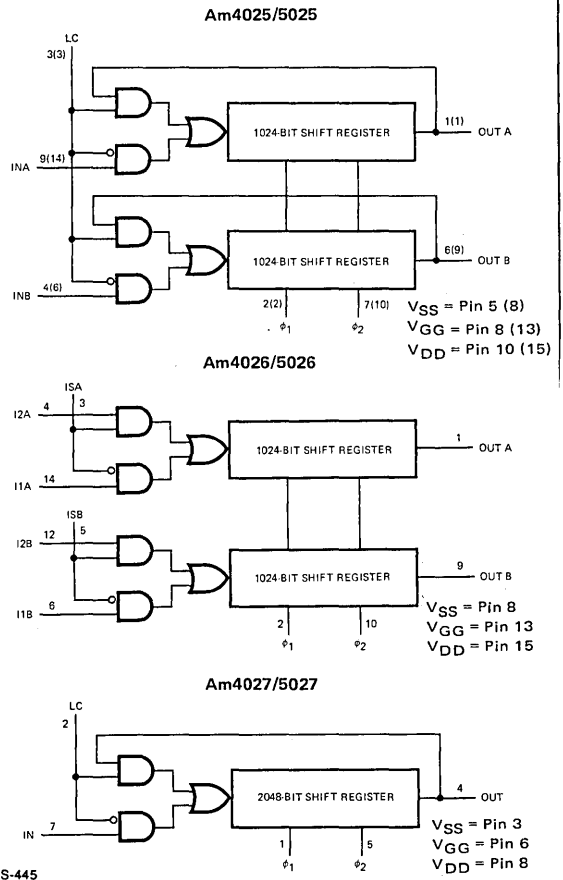 Am4025/5025
LC
3(3)
1024-BIT SHIFT REGISTER
1(1)
OUT A
9(14)
INA
1024-BIT SHIFT REGISTER
6(9)
OUT B
4(6)
INB
2(2)
7(10)
ϕ1
ϕ2
VSS = Pin 5 (8)
VGG = Pin 8 (13)
VDD = Pin 10 (15)
Am4026/5026
ISA
3
I2A
4
1024-BIT SHIFT REGISTER
1
OUT A
I1A
14
ISB
5
I2B
12
1024-BIT SHIFT REGISTER
9
OUT B
I1B
6
2
10
ϕ1
ϕ2
VSS = Pin 8
VGG = Pin 13
VDD = Pin 15
Am4027/5027
LC
2
2048-BIT SHIFT REGISTER
4
OUT
IN
7
1
5
ϕ1
ϕ2
VSS = Pin 3
VGG = Pin 6
VDD = Pin 8
S-445